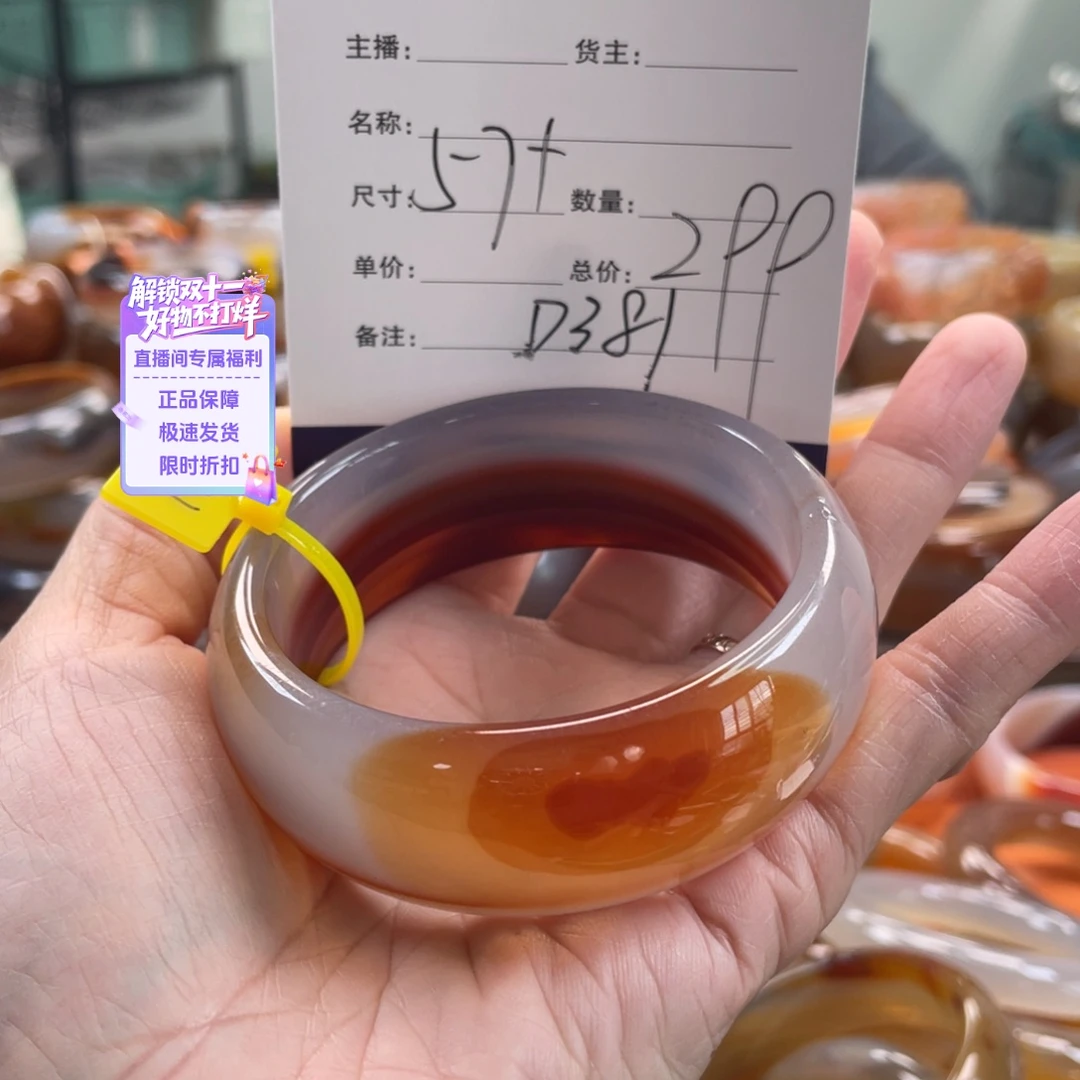 主播: 货主:
名称:
57+
尺寸: 数量:
299
单价: 总价:
D381
备注:
解锁双十一
好物不打烊
直播间专属福利
正品保障
极速发货
限时折扣